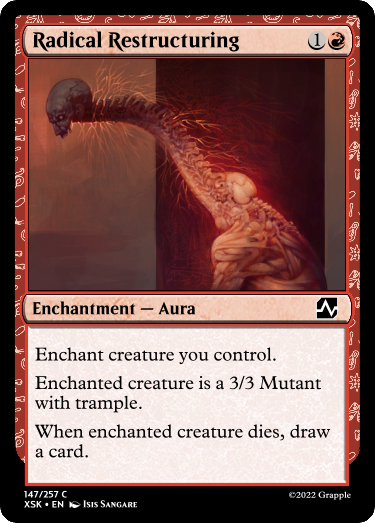 Radical Restructuring 1
Enchantment — Aura
Enchant creature you control.
Enchanted creature is a 3/3 Mutant
with trample.
When enchanted creature dies, draw
a card.
147/257 C
XSK • EN Isis Sangare
©2022 Grapple